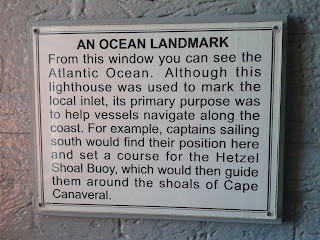 AN OCEAN LANDMARK
From this window you can see the
Atlantic Ocean. Although this
lighthouse was used to mark the
local inlet, its primary purpose was
to help vessels navigate along the
coast. For example, captains sailing
south would find their position here
and set a course for the Hetzel
Shoal Buoy, which would then guide
them around the shoals of Cape
Canaveral.